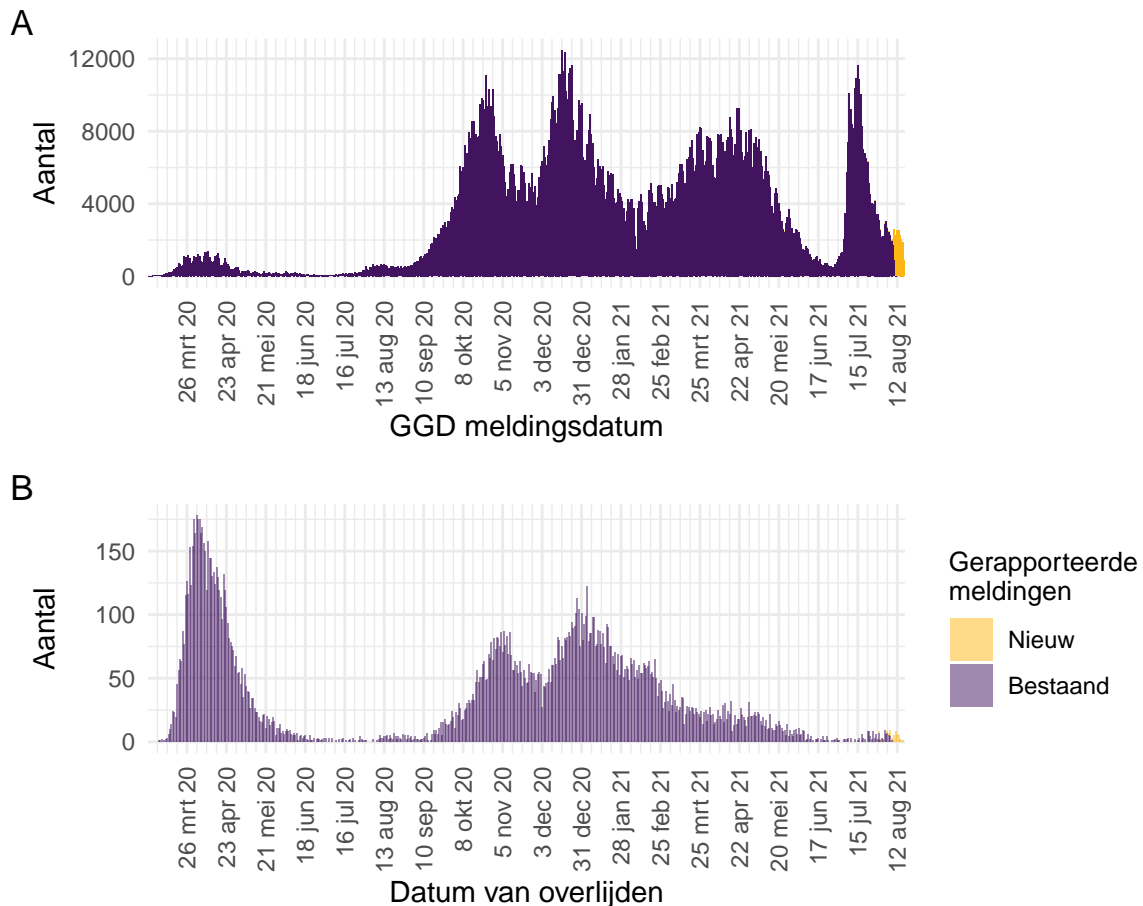 A
12000
8000
4000
0
Aantal
26 mrt 20
23 apr 20
21 mei 20
18 jun 20
16 jul 20
13 aug 20
10 sep 20
8 okt 20
5 nov 20
3 dec 20
31 dec 20
28 jan 21
25 feb 21
25 mrt 21
22 apr 21
20 mei 21
17 jun 21
15 jul 21
12 aug 21
GGD meldingsdatum
B
150
100
50
0
Aantal
26 mrt 20
23 apr 20
21 mei 20
18 jun 20
16 jul 20
13 aug 20
10 sep 20
8 okt 20
5 nov 20
3 dec 20
31 dec 20
28 jan 21
25 feb 21
25 mrt 21
22 apr 21
20 mei 21
17 jun 21
15 jul 21
12 aug 21
Datum van overlijden
Gerapporteerde
meldingen
Nieuw
Bestaand